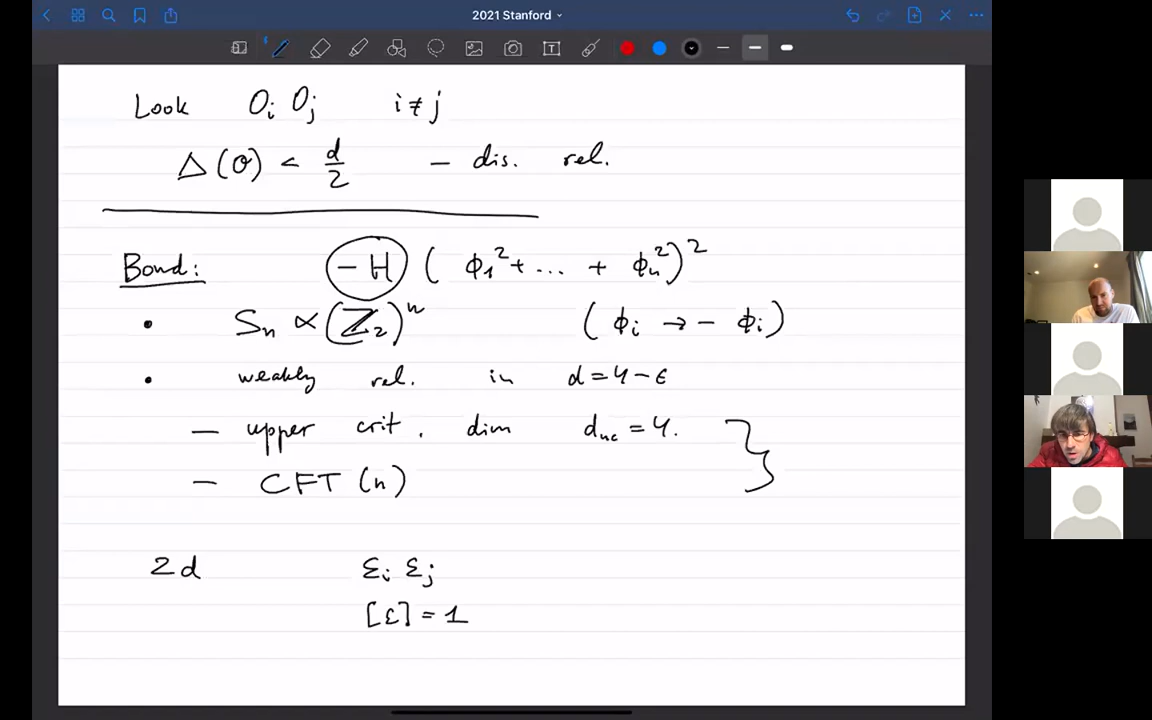 2021 Stanford
Look O_i O_j i ≠ j
Δ(O) < d/2 – dis. rel.
Bond: – H ( ϕ_1^2 + ... + ϕ_n^2 )^2
• S_n ∝ (Z_2)^n ( ϕ_i → – ϕ_i )
• weakly rel. in d = 4 – ϵ
– upper crit. dim d_uc = 4.
– CFT (n)
2d ε_i ε_j
[ε] = 1